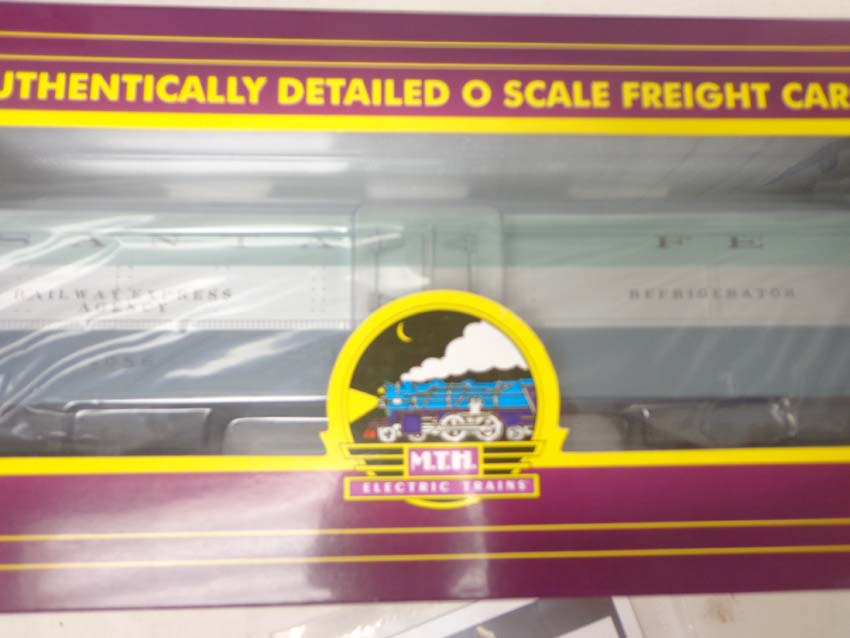 UTHENTICALLY DETAILED O SCALE FREIGHT CAR
A N T A F E
RAILWAY EXPRESS
AGENCY
REFRIGERATOR
M.T.H.
ELECTRIC TRAINS